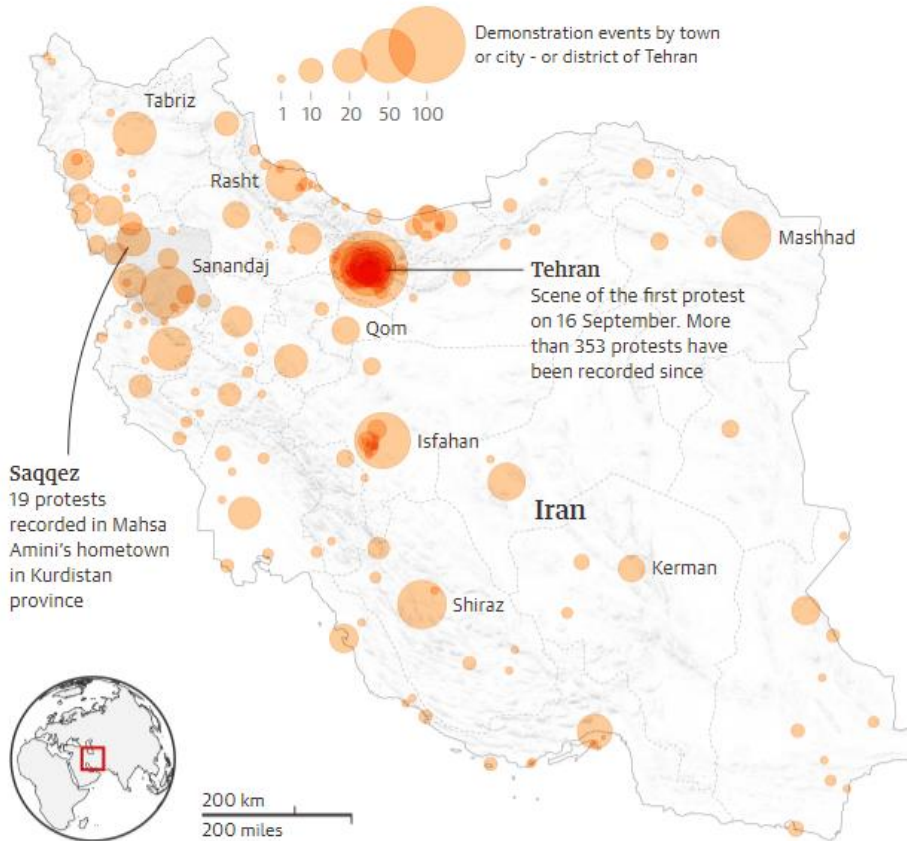 Demonstration events by town
or city - or district of Tehran
1 10 20 50 100
Tabriz
Rasht
Mashhad
Sanandaj
Tehran
Scene of the first protest
on 16 September. More
than 353 protests have
been recorded since
Qom
Isfahan
Saqqez
19 protests
recorded in Mahsa
Amini's hometown
in Kurdistan
province
Iran
Kerman
Shiraz
200 km
200 miles